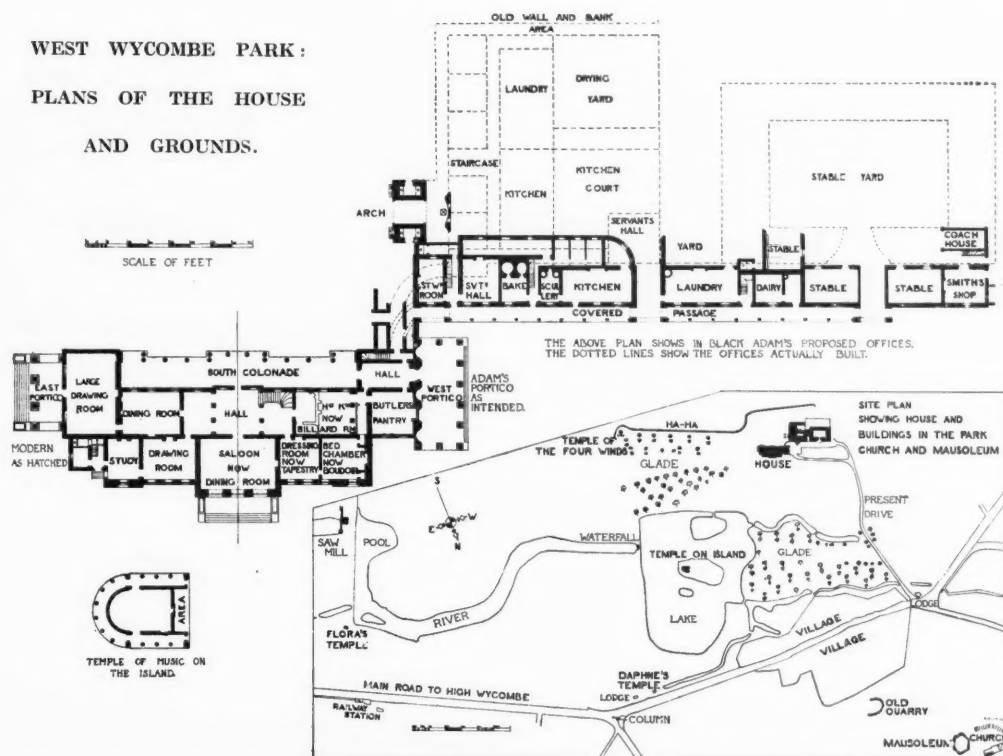 WEST WYCOMBE PARK:
PLANS OF THE HOUSE
AND GROUNDS.
SCALE OF FEET
OLD WALL AND BANK
AREA
LAUNDRY
DRYING
YARD
STAIRCASE
KITCHEN
KITCHEN
COURT
SERVANTS
HALL
ARCH
STABLE YARD
COACH
HOUSE
YARD
STABLE
STWDS
ROOM
SVTS
HALL
BAKE
SCUL
LERY
KITCHEN
LAUNDRY
DAIRY
STABLE
STABLE
SMITH'S
SHOP
COVERED PASSAGE
THE ABOVE PLAN SHOWS IN BLACK ADAM'S PROPOSED OFFICES.
THE DOTTED LINES SHOW THE OFFICES ACTUALLY BUILT.
EAST
PORTICO
LARGE
DRAWING
ROOM
SOUTH COLONADE
HALL
WEST
PORTICO
ADAM'S
PORTICO
AS
INTENDED.
DINING ROOM
HALL
NOW
BILLIARD RM
BUTLERS
PANTRY
MODERN
AS HATCHED
STUDY
DRAWING
ROOM
SALOON
NOW
DINING ROOM
DRESSING
ROOM
NOW
TAPESTRY
BED
CHAMBER
NOW
BOUDOIR
TEMPLE OF MUSIC ON
THE ISLAND.
AREA
SITE PLAN
SHOWING HOUSE AND
BUILDINGS IN THE PARK
CHURCH AND MAUSOLEUM
HA-HA
TEMPLE OF
THE FOUR WINDS
GLADE
HOUSE
PRESENT
DRIVE
S
E
W
N
SAW
MILL
POOL
WATERFALL
TEMPLE ON ISLAND
GLADE
RIVER
LAKE
LODGE
FLORA'S
TEMPLE
VILLAGE
VILLAGE
DAPHNE'S
TEMPLE
LODGE
MAIN ROAD TO HIGH WYCOMBE
RAILWAY
STATION
COLUMN
OLD
QUARRY
MAUSOLEUM
CHURCH